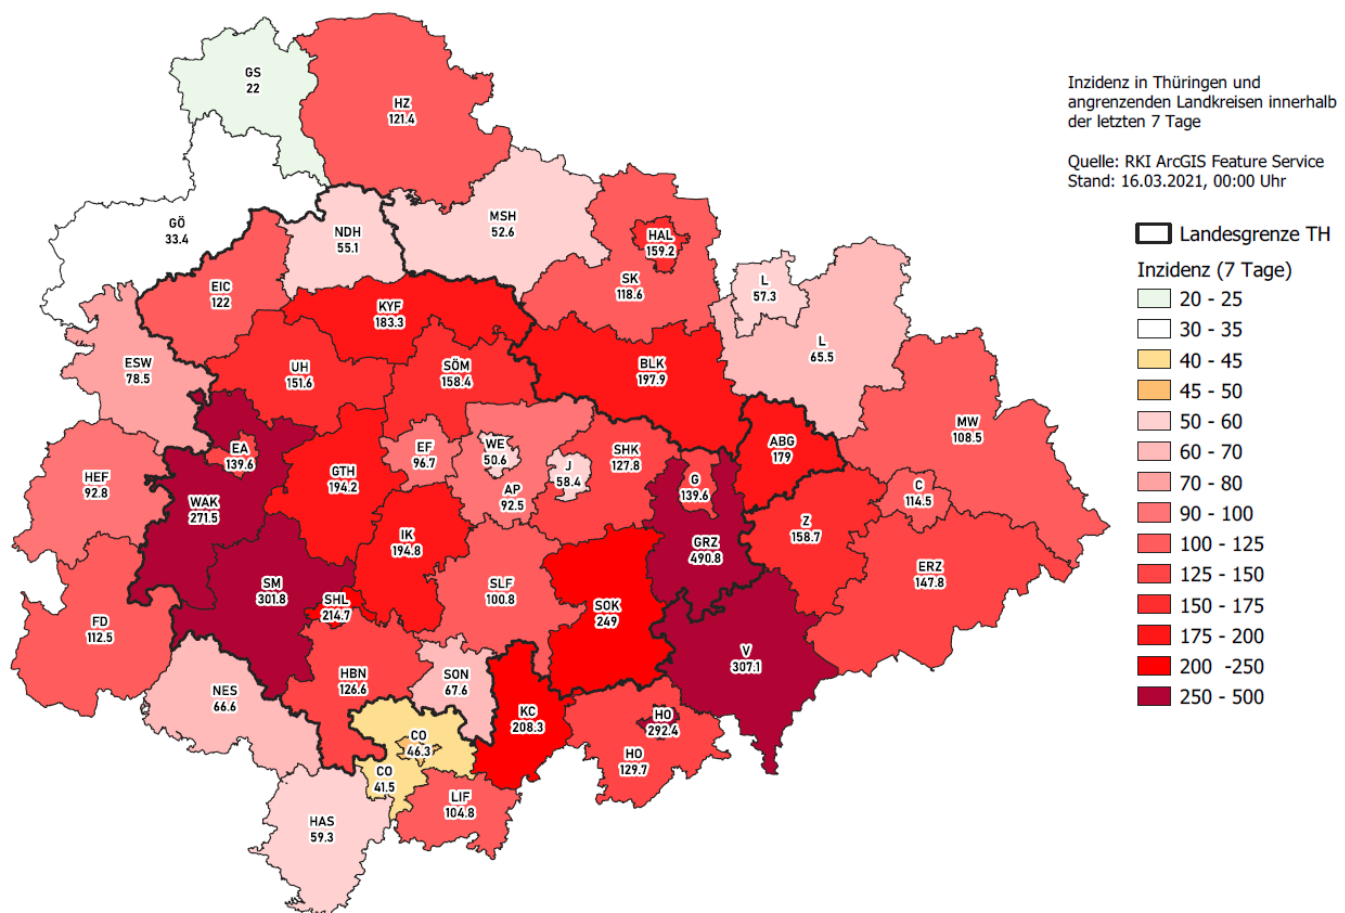 GS
22
HZ
121.4
Inzidenz in Thüringen und
angrenzenden Landkreisen innerhalb
der letzten 7 Tage
Quelle: RKI ArcGIS Feature Service
Stand: 16.03.2021, 00:00 Uhr
Landesgrenze TH
Inzidenz (7 Tage)
20 - 25
30 - 35
40 - 45
45 - 50
50 - 60
60 - 70
70 - 80
90 - 100
100 - 125
125 - 150
150 - 175
175 - 200
200 -250
250 - 500
GÖ
33.4
NDH
55.1
MSH
52.6
HAL
159.2
SK
118.6
L
57.3
EIC
122
KYF
183.3
L
65.5
ESW
78.5
UH
151.6
SÖM
158.4
BLK
197.9
MW
108.5
EA
139.6
EF
96.7
WE
50.6
SHK
127.8
ABG
179
HEF
92.8
GTH
194.2
J
58.4
G
139.6
C
114.5
WAK
271.5
AP
92.5
Z
158.7
IK
194.8
GRZ
490.8
ERZ
147.8
SM
301.8
SHL
214.7
SLF
100.8
SOK
249
FD
112.5
V
307.1
NES
66.6
HBN
126.6
SON
67.6
KC
208.3
HO
292.4
CO
46.3
HO
129.7
CO
41.5
LIF
104.8
HAS
59.3